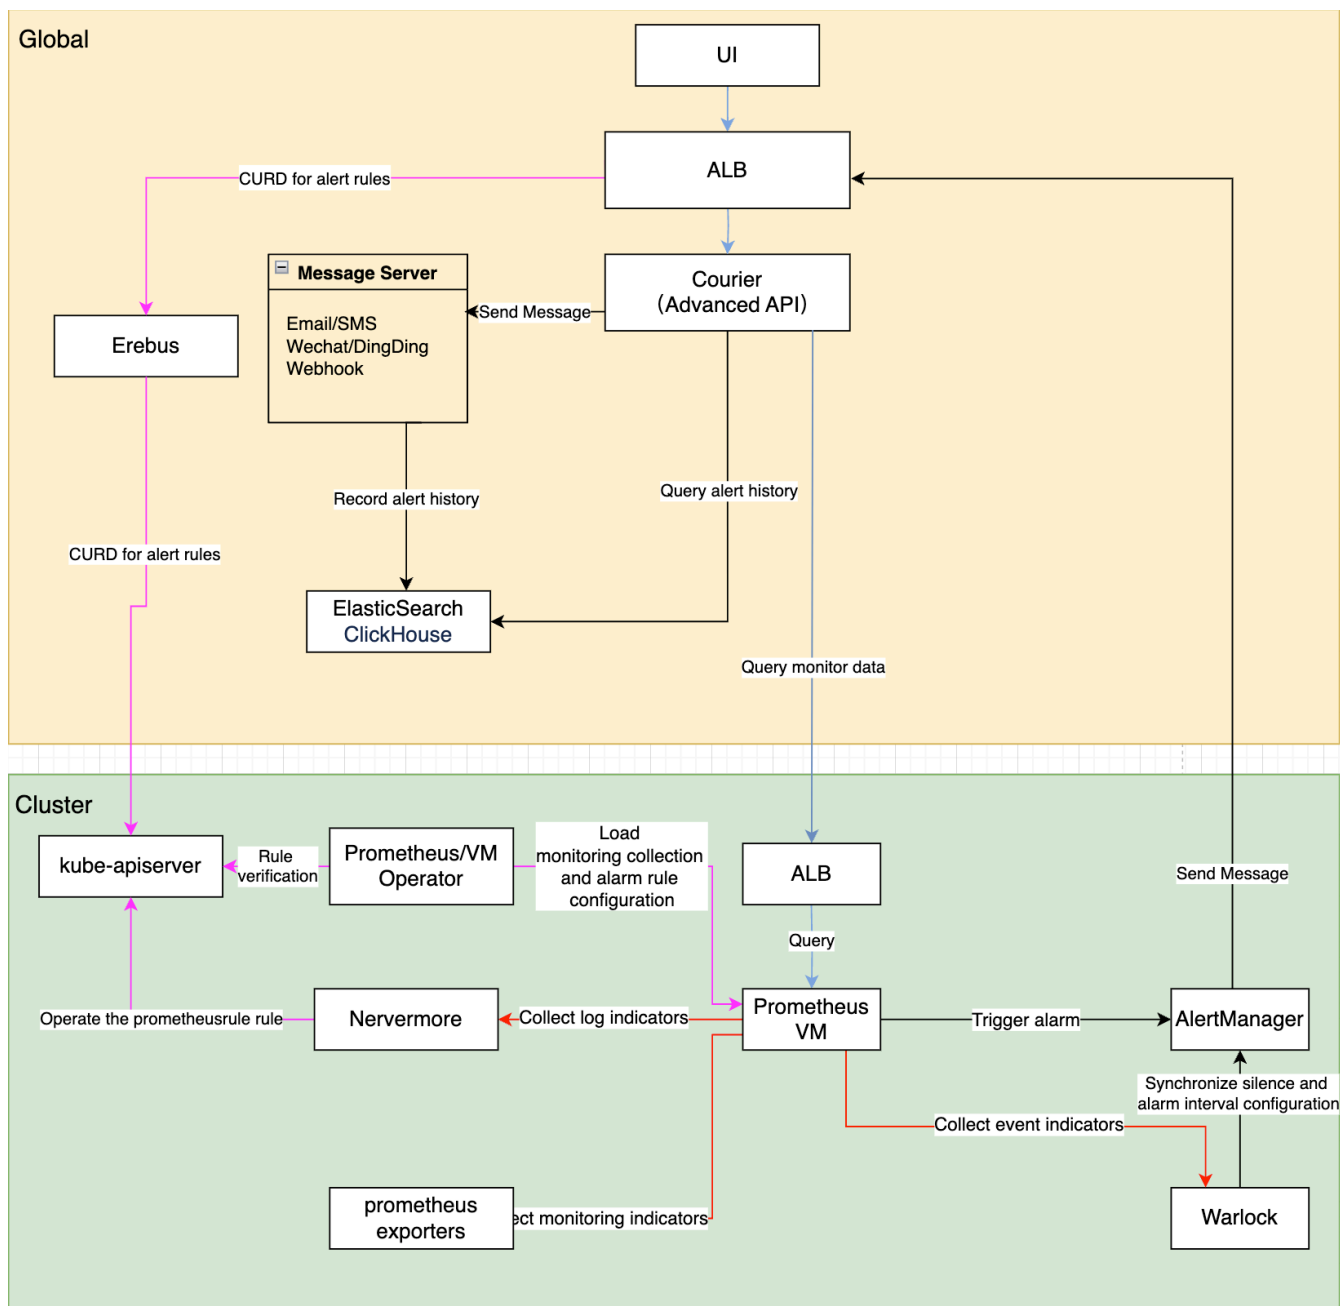 Global
UI
ALB
CURD for alert rules
Message Server
Email/SMS
Wechat/DingDing
Webhook
Send Message
Courier
(Advanced API)
Erebus
Record alert history
Query alert history
CURD for alert rules
ElasticSearch
ClickHouse
Query monitor data
Cluster
kube-apiserver
Rule
verification
Prometheus/VM
Operator
Load
monitoring collection
and alarm rule
configuration
ALB
Send Message
Query
Operate the prometheusrule rule
Nervermore
Collect log indicators
Prometheus
VM
Trigger alarm
AlertManager
Synchronize silence and
alarm interval configuration
Collect event indicators
prometheus
exporters
ect monitoring indicators
Warlock